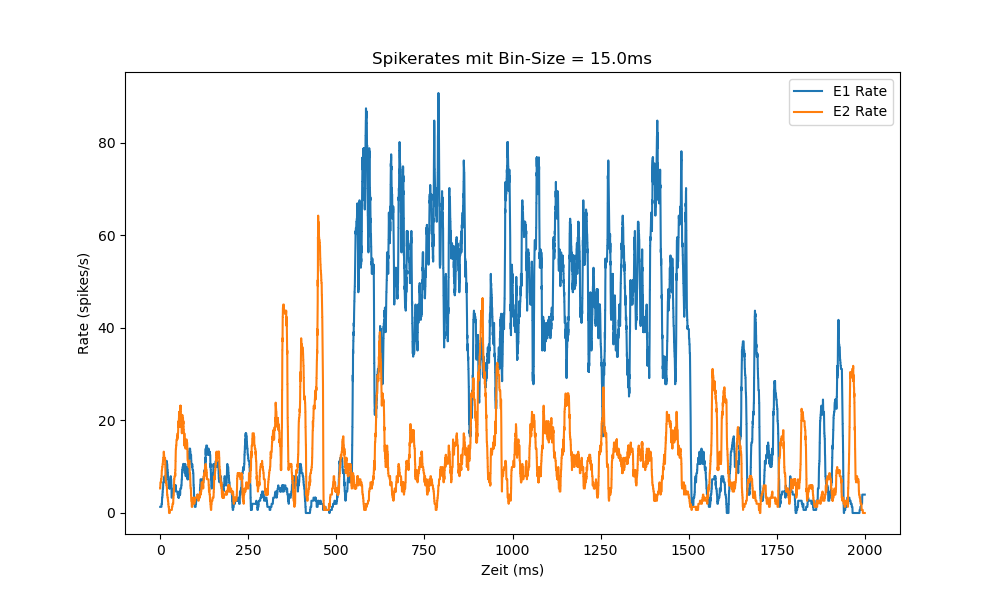 Spikerates mit Bin-Size = 15.0ms
E1 Rate
E2 Rate
Rate (spikes/s)
80
60
40
20
0
0 250 500 750 1000 1250 1500 1750 2000
Zeit (ms)